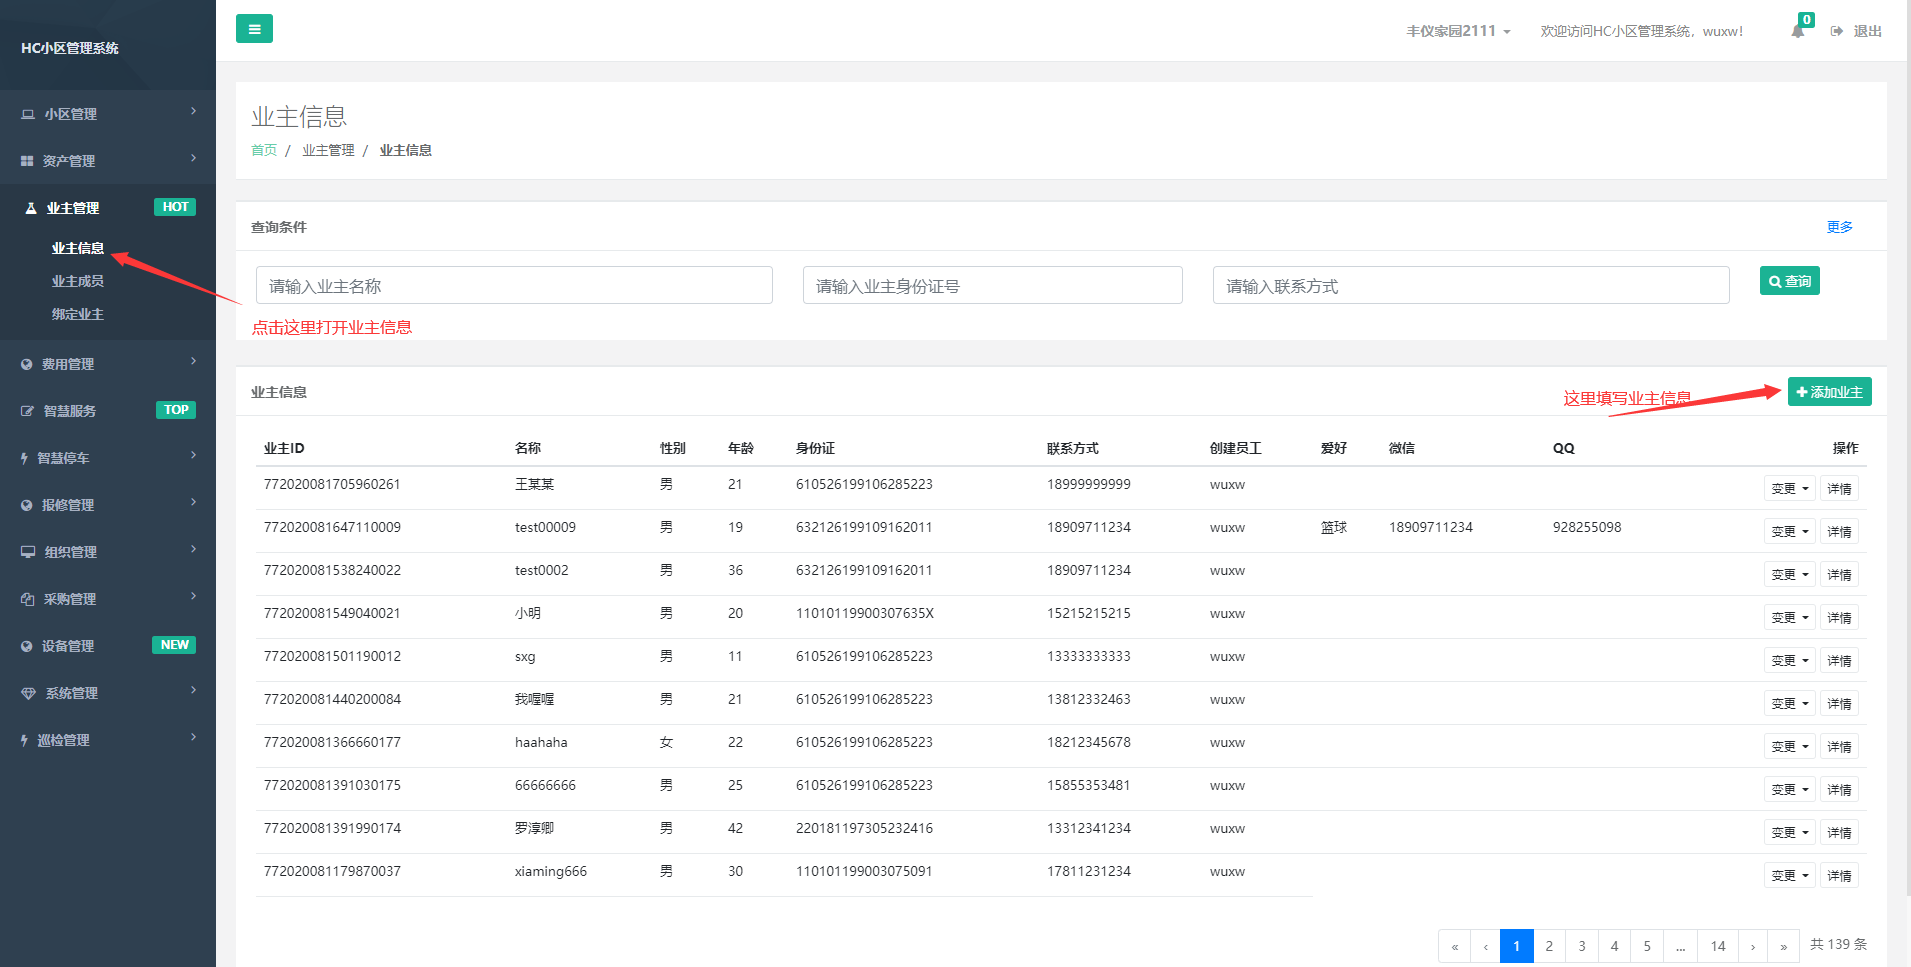 HC小区管理系统
丰仪家园2111
欢迎访问HC小区管理系统，wuxw!
0
退出
小区管理
资产管理
业主管理 HOT
业主信息
业主成员
绑定业主
费用管理
智慧服务 TOP
智慧停车
报修管理
组织管理
采购管理
设备管理 NEW
系统管理
巡检管理
业主信息
首页 / 业主管理 / 业主信息
查询条件 更多
请输入业主名称 请输入业主身份证号 请输入联系方式 查询
点击这里打开业主信息
业主信息 这里填写业主信息 添加业主
业主ID 名称 性别 年龄 身份证 联系方式 创建员工 爱好 微信 QQ 操作
772020081705960261 王某某 男 21 610526199106285223 18999999999 wuxw 变更 详情
772020081647110009 test00009 男 19 632126199109162011 18909711234 wuxw 篮球 18909711234 928255098 变更 详情
772020081538240022 test0002 男 36 632126199109162011 18909711234 wuxw 变更 详情
772020081549040021 小明 男 20 11010119900307635X 15215215215 wuxw 变更 详情
772020081501190012 sxg 男 11 610526199106285223 13333333333 wuxw 变更 详情
772020081440200084 我喔喔 男 21 610526199106285223 13812332463 wuxw 变更 详情
772020081366660177 haahaha 女 22 610526199106285223 18212345678 wuxw 变更 详情
772020081391030175 66666666 男 25 610526199106285223 15855353481 wuxw 变更 详情
772020081391990174 罗淳卿 男 42 220181197305232416 13312341234 wuxw 变更 详情
772020081179870037 xiaming666 男 30 110101199003075091 17811231234 wuxw 变更 详情
« ‹ 1 2 3 4 5 ... 14 › » 共 139 条